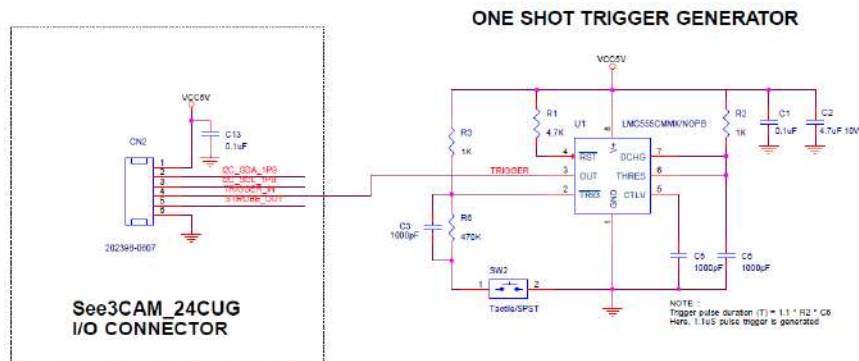 ONE SHOT TRIGGER GENERATOR
VCC5V
VCC5V
C13
0.1uF
CN2
1
2
3
4
5
6
I2C_SDA_1P8
I2C_SCL_1P8
TRIGGER_IN
STROBE_OUT
202396-0607
See3CAM_24CUG
I/O CONNECTOR
R3
1K
R1
4.7K
U1
LMC555CMMX/NOPB
R2
1K
C1
0.1uF
C2
4.7uF 10V
TRIGGER
4
3
2
RST
OUT
TRIG
8
V+
GND
1
DCHG
THRES
CTLV
7
6
5
C3
1000pF
R6
470K
C5
1000pF
C6
1000pF
SW2
1
2
Tactile/SPST
NOTE :
Trigger pulse duration (T) = 1.1 * R2 * C6
Here, 1.1uS pulse trigger is generated